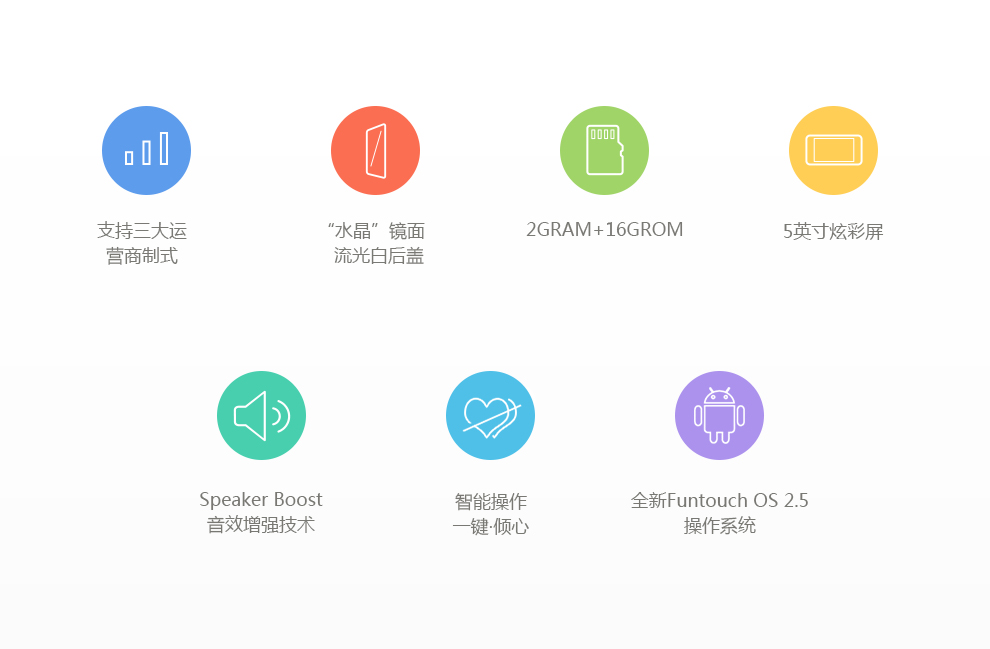 支持三大运
营商制式
“水晶”镜面
流光白后盖
2GRAM+16GROM
5英寸炫彩屏
Speaker Boost
音效增强技术
智能操作
一键·倾心
全新Funtouch OS 2.5
操作系统